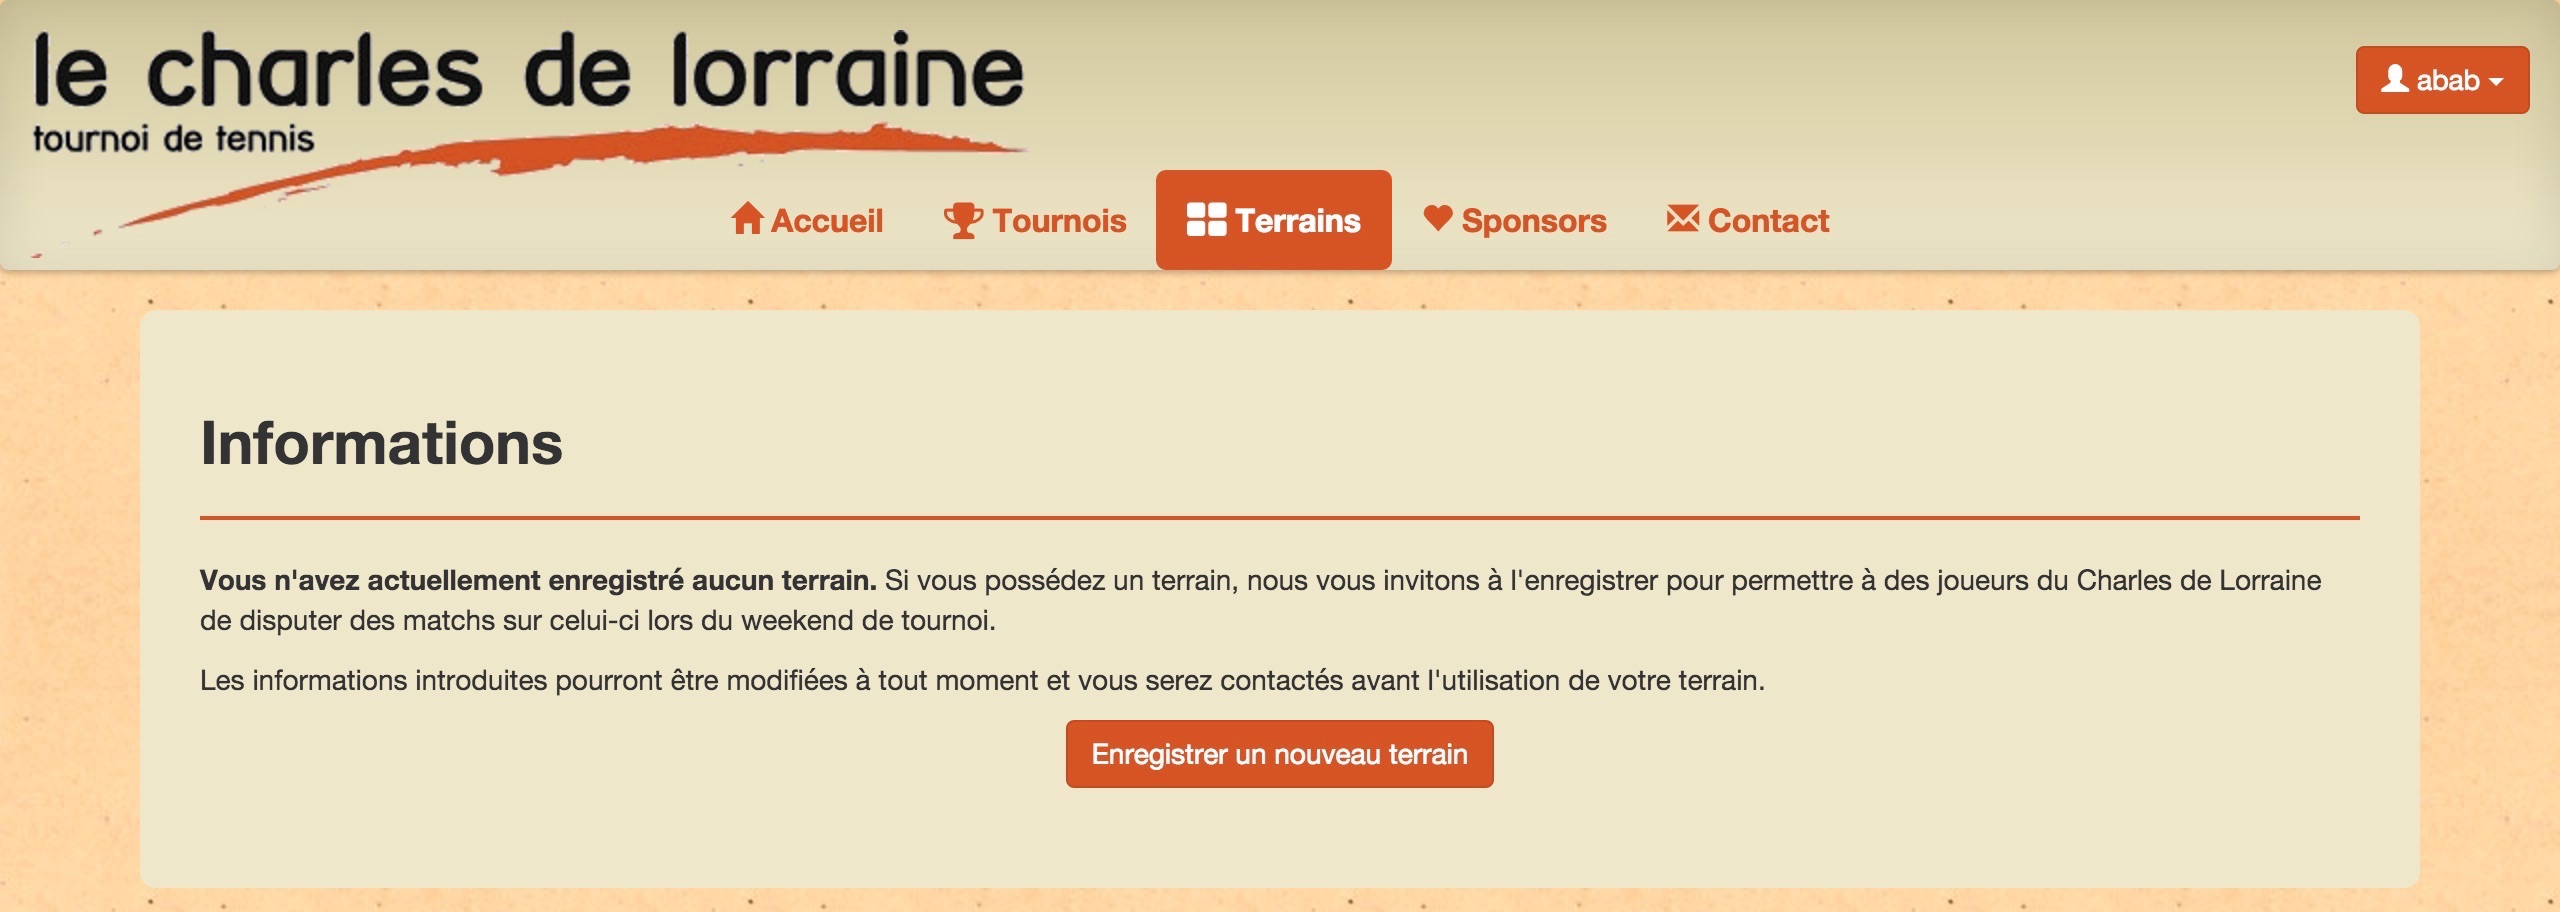 le charles de lorraine
tournoi de tennis
abab
Accueil Tournois Terrains Sponsors Contact
Informations
Vous n'avez actuellement enregistré aucun terrain. Si vous possédez un terrain, nous vous invitons à l'enregistrer pour permettre à des joueurs du Charles de Lorraine
de disputer des matchs sur celui-ci lors du weekend de tournoi.
Les informations introduites pourront être modifiées à tout moment et vous serez contactés avant l'utilisation de votre terrain.
Enregistrer un nouveau terrain